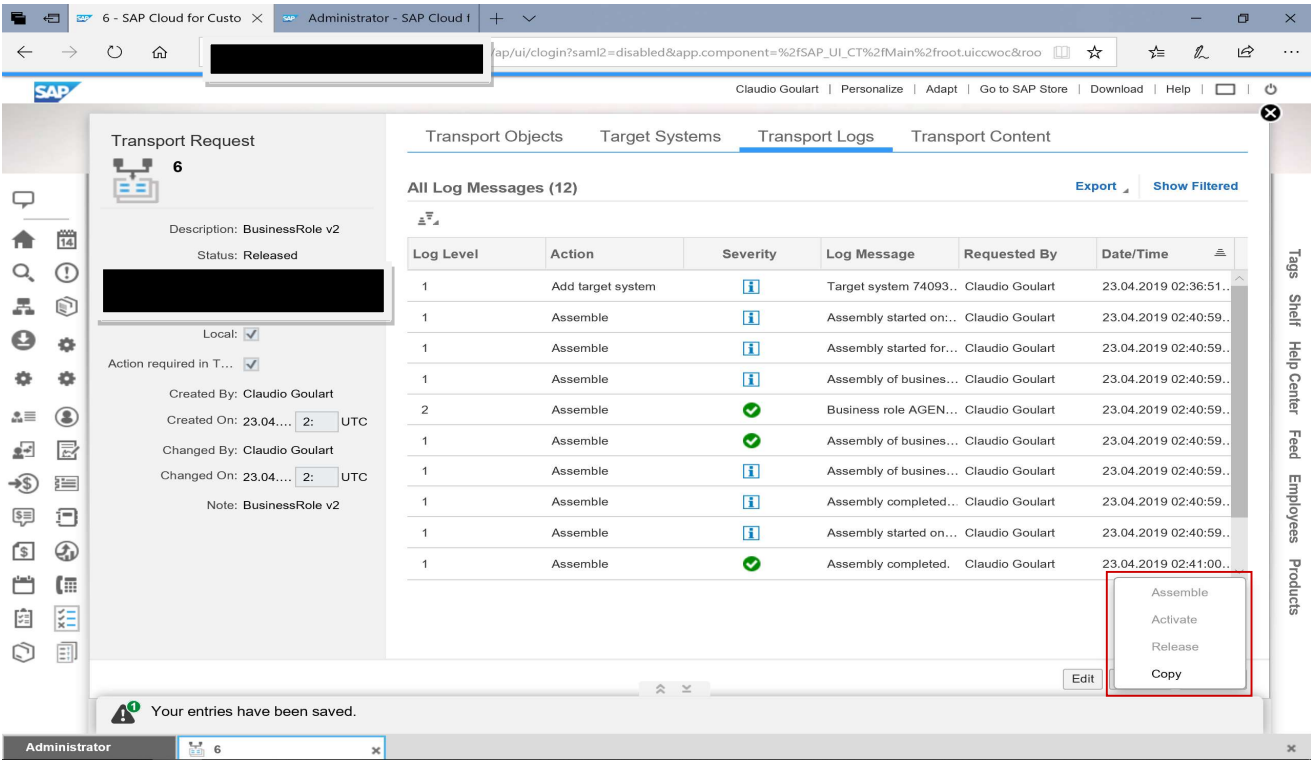 6 - SAP Cloud for Custo
Administrator - SAP Cloud f
/ap/ui/clogin?saml2=disabled&app.component=%2fSAP_UI_CT%2fMain%2froot.uiccwoc&roo
SAP
Claudio Goulart | Personalize | Adapt | Go to SAP Store | Download | Help |
Transport Request
6
Description: BusinessRole v2
Status: Released
Local:
Action required in T...
Created By: Claudio Goulart
Created On: 23.04.... 2: UTC
Changed By: Claudio Goulart
Changed On: 23.04.... 2: UTC
Note: BusinessRole v2
Transport Objects Target Systems Transport Logs Transport Content
All Log Messages (12)
Export Show Filtered
Log Level Action Severity Log Message Requested By Date/Time
1 Add target system Target system 74093.. Claudio Goulart 23.04.2019 02:36:51..
1 Assemble Assembly started on:.. Claudio Goulart 23.04.2019 02:40:59..
1 Assemble Assembly started for... Claudio Goulart 23.04.2019 02:40:59..
1 Assemble Assembly of busines... Claudio Goulart 23.04.2019 02:40:59..
2 Assemble Business role AGEN... Claudio Goulart 23.04.2019 02:40:59..
1 Assemble Assembly of busines... Claudio Goulart 23.04.2019 02:40:59..
1 Assemble Assembly of busines... Claudio Goulart 23.04.2019 02:40:59..
1 Assemble Assembly completed... Claudio Goulart 23.04.2019 02:40:59..
1 Assemble Assembly started on... Claudio Goulart 23.04.2019 02:40:59..
1 Assemble Assembly completed. Claudio Goulart 23.04.2019 02:41:00..
Assemble
Activate
Release
Copy
Edit
Tags
Shelf
Help Center
Feed
Employees
Products
14
1
Your entries have been saved.
Administrator
6